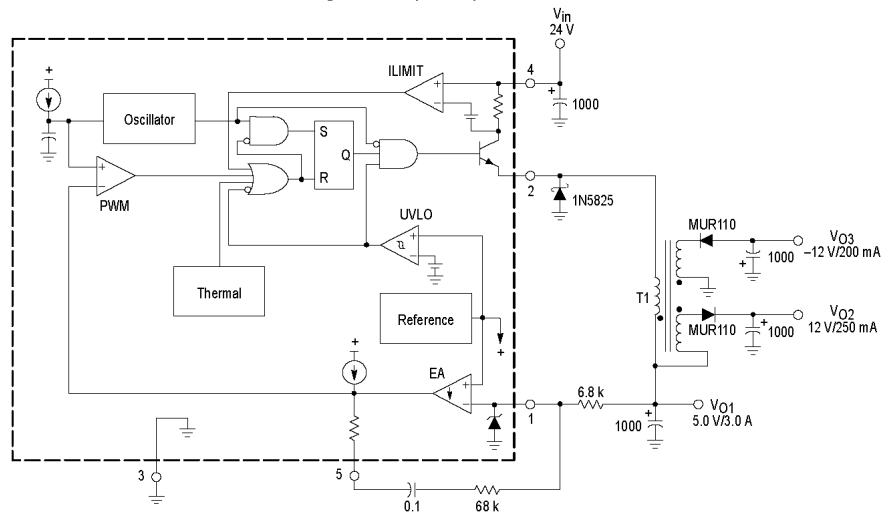 Vin
24 V
+
ILIMIT
4
+
–
+
1000
Oscillator
S
Q
R
+
–
PWM
2
1N5825
UVLO
+
–
MUR110
VO3
–12 V/200 mA
1000
+
Thermal
T1
Reference
VO2
12 V/250 mA
MUR110
+
1000
+
+
EA
+
–
1
6.8 k
VO1
5.0 V/3.0 A
1000
+
3
5
0.1
68 k